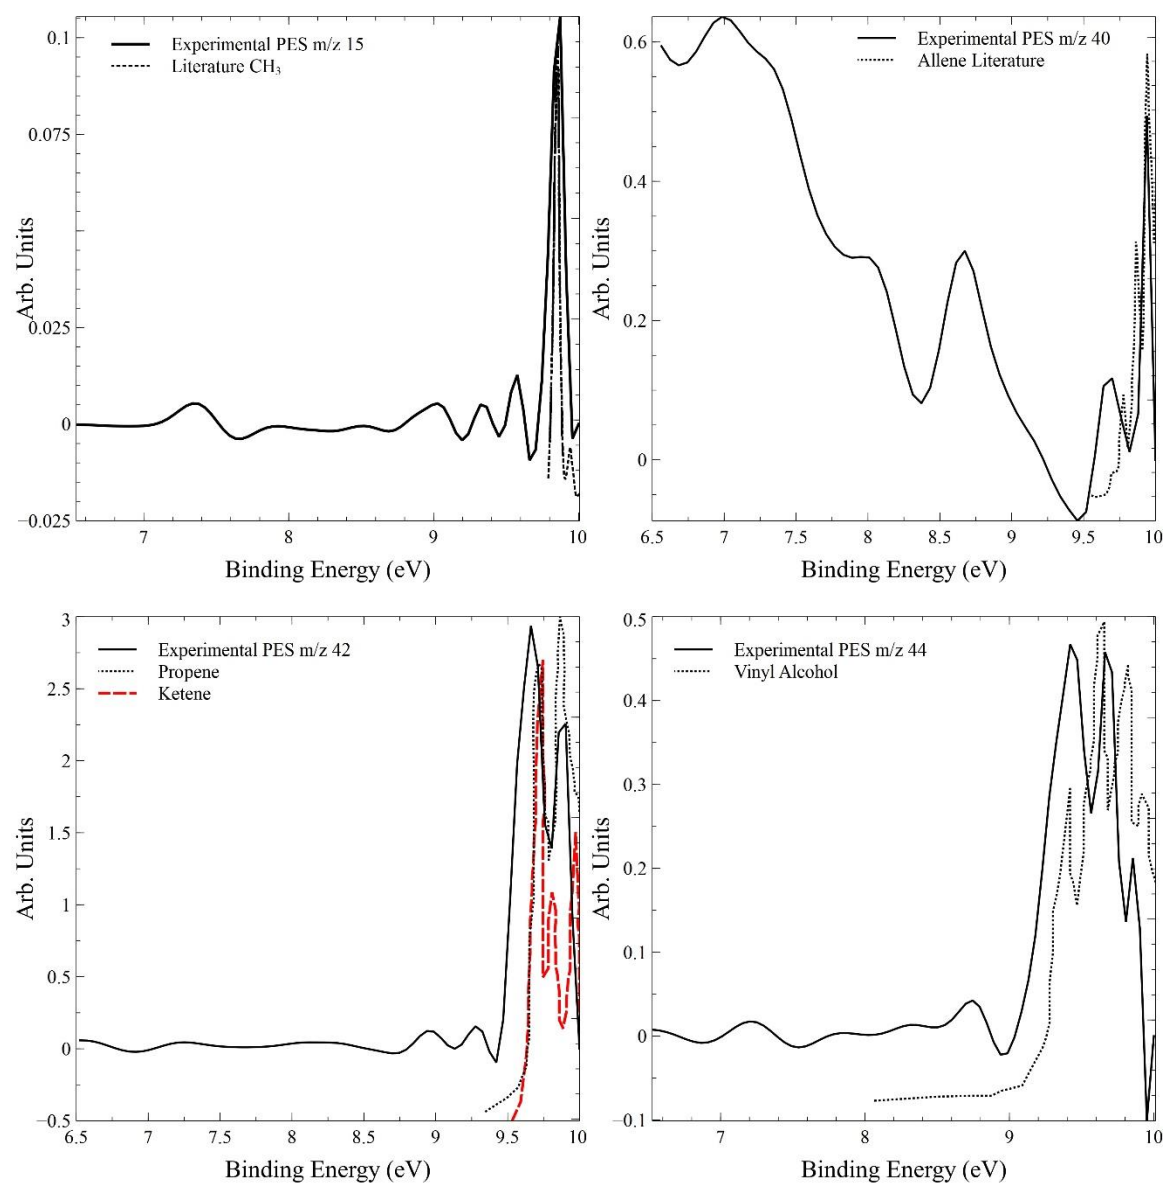 Experimental PES m/z 15
Literature CH₃
0.1
0.075
0.025
0
−0.025
7
8
9
10
Arb. Units
Binding Energy (eV)
Experimental PES m/z 40
Allene Literature
0.6
0.4
0.2
0
6.5
7
7.5
8
8.5
9
9.5
10
Arb. Units
Binding Energy (eV)
Experimental PES m/z 42
Propene
Ketene
3
2.5
2
1.5
1
0.5
0
−0.5
6.5
7
7.5
8
8.5
9
9.5
10
Arb. Units
Binding Energy (eV)
Experimental PES m/z 44
Vinyl Alcohol
0.5
0.4
0.3
0.2
0.1
0
−0.1
7
8
9
10
Arb. Units
Binding Energy (eV)